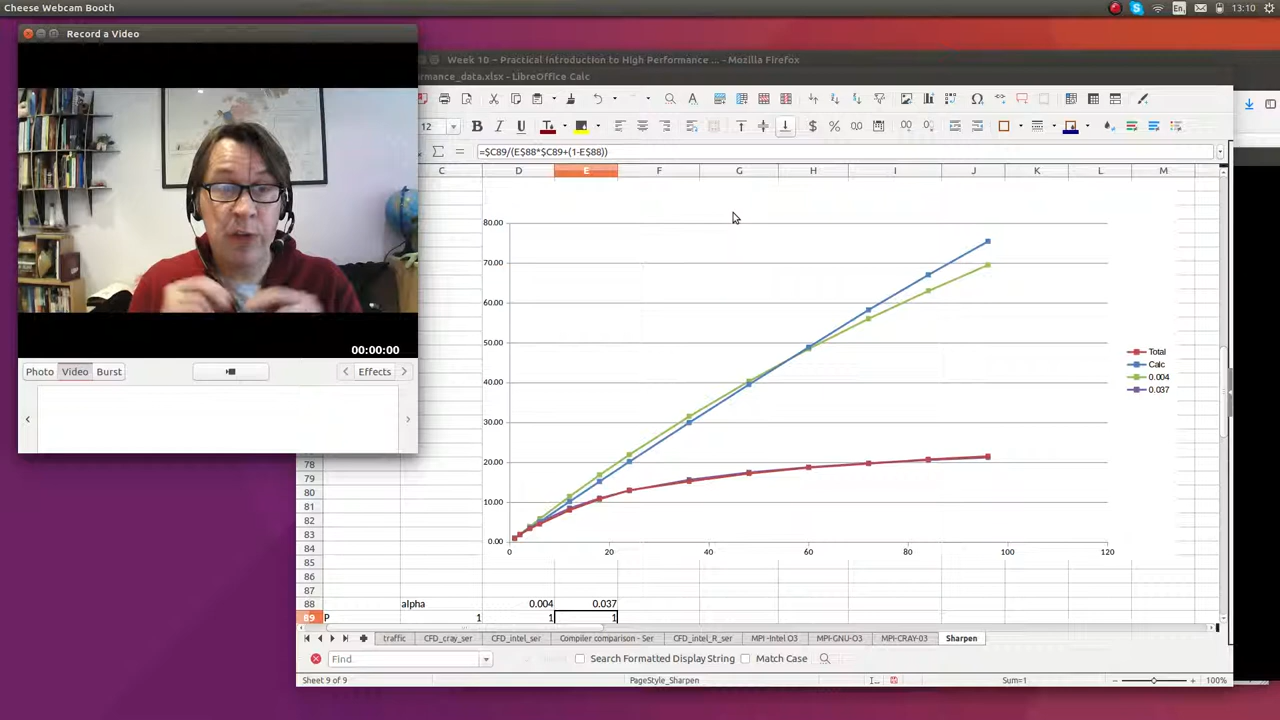 Cheese Webcam Booth
En
13:10
Record a Video
00:00:00
Photo
Video
Burst
Effects
Week 10 – Practical Introduction to High Performance ... - Mozilla Firefox
ormance_data.xlsx - LibreOffice Calc
12
=$C89/(E$88*$C89+(1-E$88))
C D E F G H I J K L M
80.00
70.00
60.00
50.00
40.00
30.00
20.00
10.00
0.00
0 20 40 60 80 100 120
Total
Calc
0.004
0.037
78
79
80
81
82
83
84
85
86
87
88 alpha 0.004 0.037
89 P 1 1 1
traffic CFD_cray_ser CFD_intel_ser Compiler comparison - Ser CFD_intel_R_ser MPI -Intel O3 MPI-GNU-O3 MPI-CRAY-03 Sharpen
Find Search Formatted Display String Match Case
Sheet 9 of 9 PageStyle_Sharpen Sum=1 100%